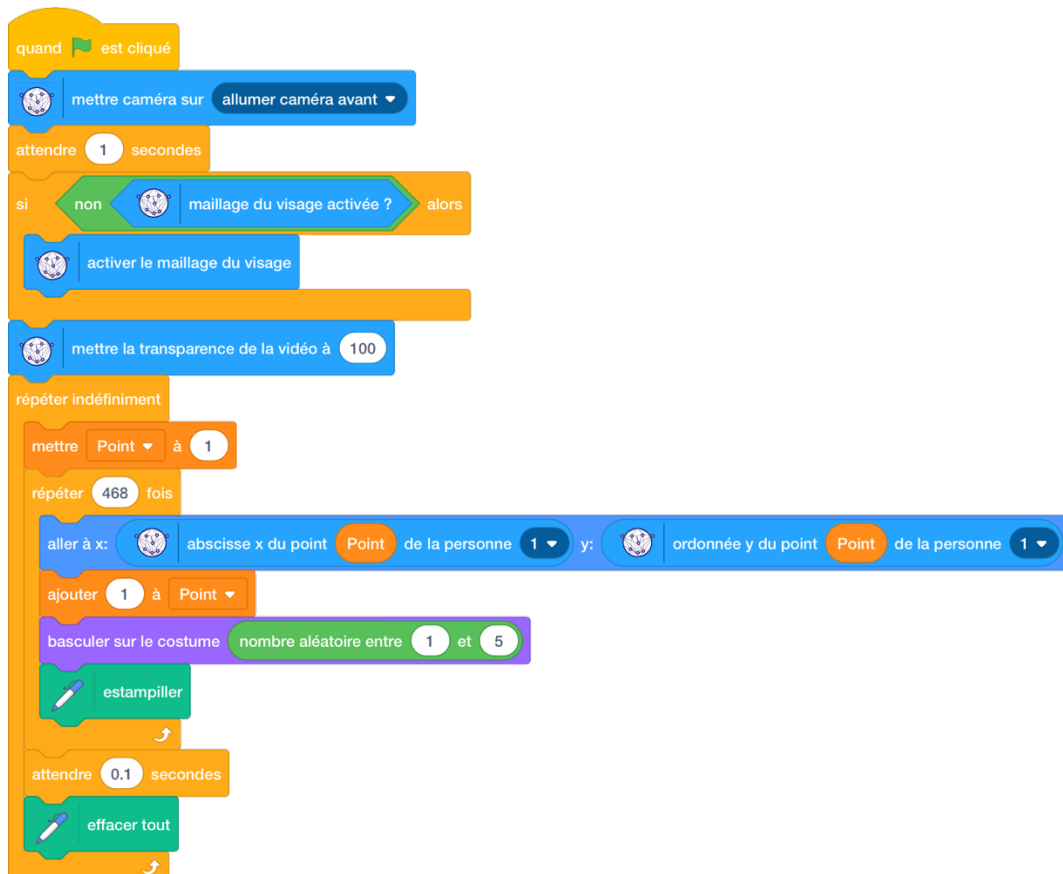 quand est cliqué
mettre caméra sur allumer caméra avant
attendre 1 secondes
si non maillage du visage activée ? alors
activer le maillage du visage
mettre la transparence de la vidéo à 100
répéter indéfiniment
mettre Point à 1
répéter 468 fois
aller à x: abscisse x du point Point de la personne 1 y: ordonnée y du point Point de la personne 1
ajouter 1 à Point
basculer sur le costume nombre aléatoire entre 1 et 5
estampiller
attendre 0.1 secondes
effacer tout